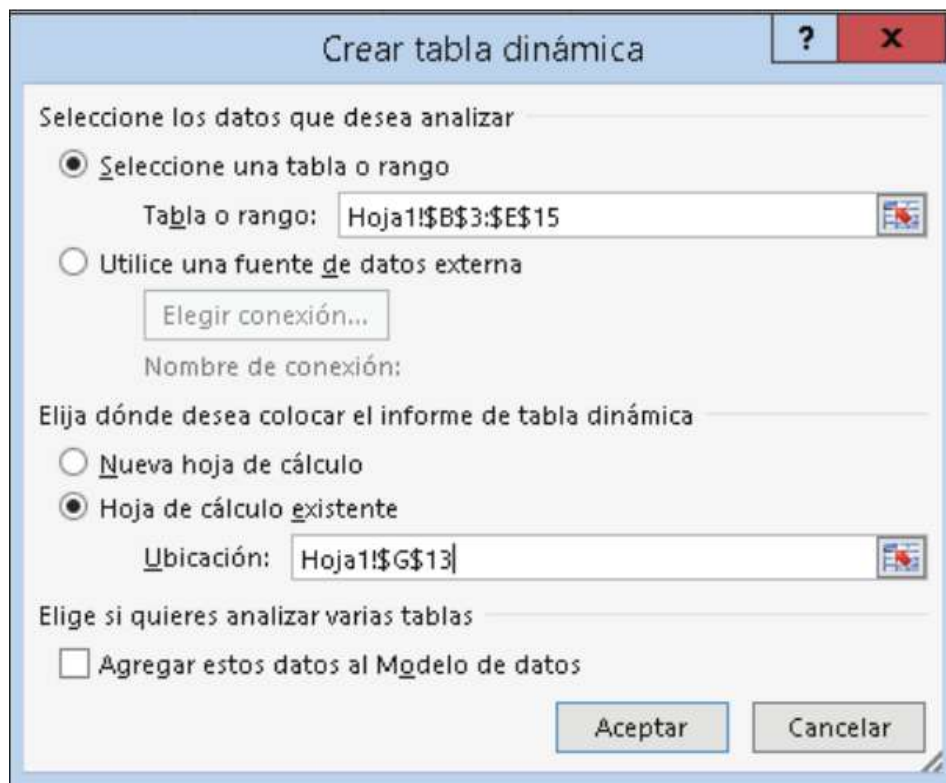 Crear tabla dinámica
?
x
Seleccione los datos que desea analizar
Seleccione una tabla o rango
Tabla o rango: Hoja1!$B$3:$E$15
Utilice una fuente de datos externa
Elegir conexión...
Nombre de conexión:
Elija dónde desea colocar el informe de tabla dinámica
Nueva hoja de cálculo
Hoja de cálculo existente
Ubicación: Hoja1!$G$13
Elige si quieres analizar varias tablas
Agregar estos datos al Modelo de datos
Aceptar Cancelar